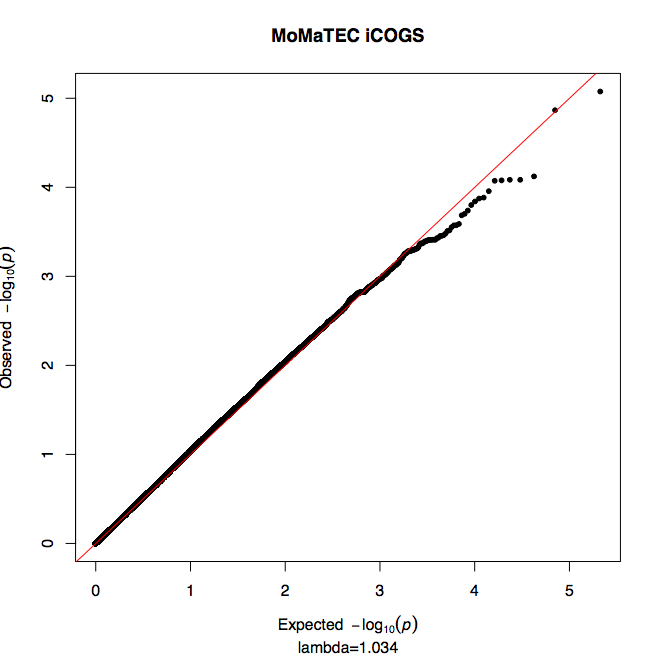 MoMaTEC iCOGS
Observed −log10(p)
5
4
3
2
1
0
0 1 2 3 4 5
Expected −log10(p)
lambda=1.034